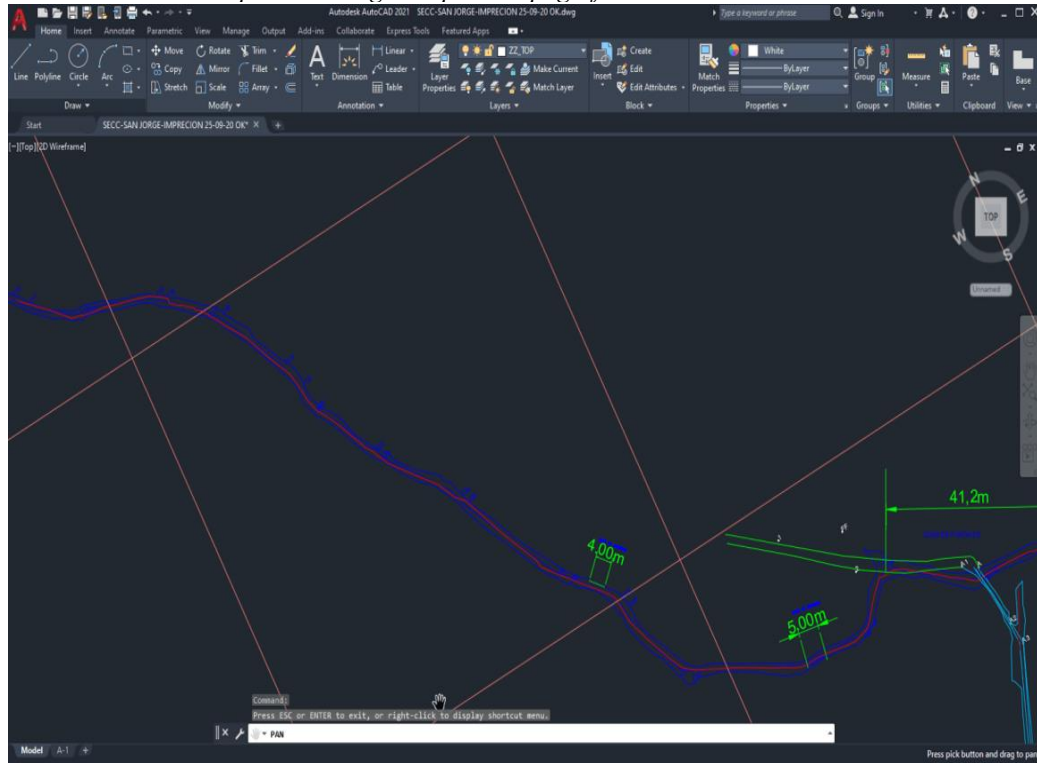 Autodesk AutoCAD 2021 SECC-SAN JORGE-IMPRECION 25-09-20 OK.dwg
Type a keyword or phrase
Sign In
Home Insert Annotate Parametric View Manage Output Add-ins Collaborate Express Tools Featured Apps
Line Polyline Circle Arc
Move Rotate Trim
Copy Mirror Fillet
Stretch Scale Array
Text Dimension
Linear
Leader
Table
Layer Properties
ZZ_TOP
Make Current
Match Layer
Insert
Create
Edit
Edit Attributes
Match Properties
White
ByLayer
ByLayer
Group
Measure
Paste
Base
Draw Modify Annotation Layers Block Properties Groups Utilities Clipboard View
Start SECC-SAN JORGE-IMPRECION 25-09-20 OK*
[−][Top][2D Wireframe]
N
E
TOP
W
S
Unnamed
41,2m
4.00m
5.00m
Command:
Press ESC or ENTER to exit, or right-click to display shortcut menu.
PAN
Model A-1 +
Press pick button and drag to pan